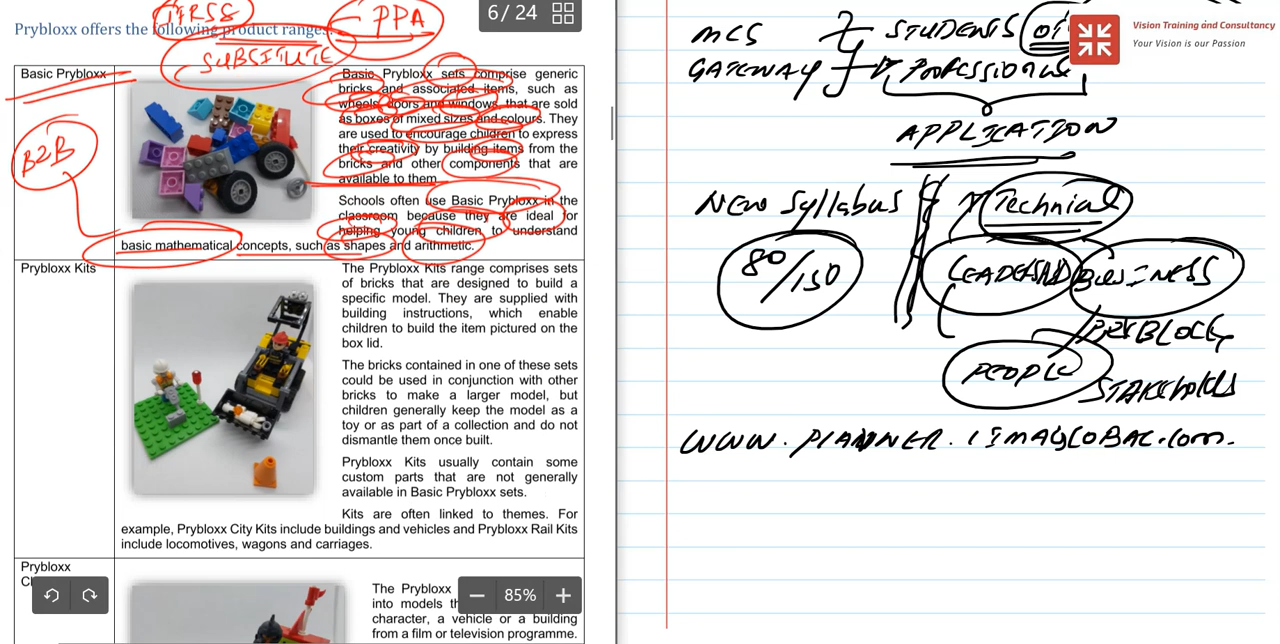 IFRS8
PPA
6 / 24
Prybloxx offers the following product ranges:
SUBSTITUTE
Basic Prybloxx
Basic Prybloxx sets comprise generic
bricks and associated items, such as
wheels, doors and windows, that are sold
as boxes of mixed sizes and colours. They
are used to encourage children to express
their creativity by building items from the
bricks and other components that are
available to them.
B2B
Schools often use Basic Prybloxx in the
classroom because they are ideal for
helping young children to understand
basic mathematical concepts, such as shapes and arithmetic.
Prybloxx Kits
The Prybloxx Kits range comprises sets
of bricks that are designed to build a
specific model. They are supplied with
building instructions, which enable
children to build the item pictured on the
box lid.
The bricks contained in one of these sets
could be used in conjunction with other
bricks to make a larger model, but
children generally keep the model as a
toy or as part of a collection and do not
dismantle them once built.
Prybloxx Kits usually contain some
custom parts that are not generally
available in Basic Prybloxx sets.
Kits are often linked to themes. For
example, Prybloxx City Kits include buildings and vehicles and Prybloxx Rail Kits
include locomotives, wagons and carriages.
Prybloxx
The Prybloxx
into models
character, a vehicle or a building
from a film or television programme.
85%
MCS STUDENTS
GATEWAY PROFESSIONALS
APPLICATION
Vision Training and Consultancy
Your Vision is our Passion
New Syllabus Technical
80/150 LEADERSHIP BUSINESS
PRYBLOCX
PEOPLE
STAKEHOLDERS
WWW.PLANNER.CIMAGLOBAL.com.